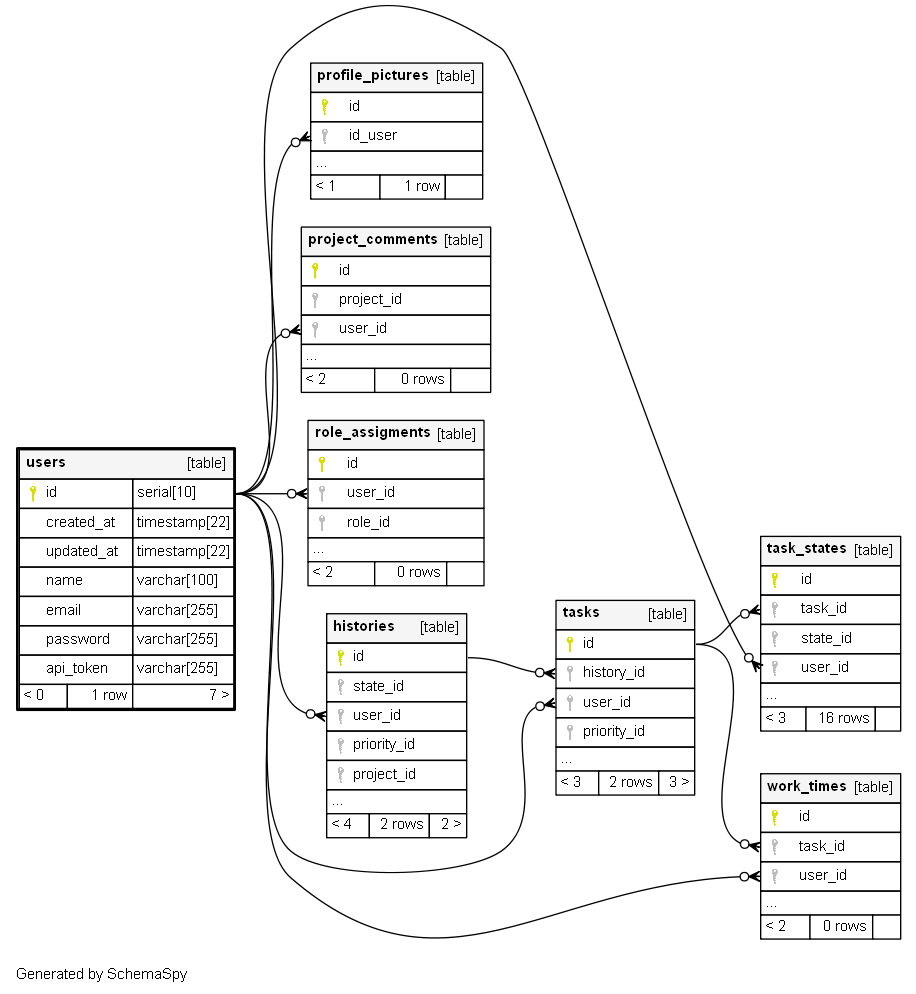 profile_pictures [table]
id
id_user
...
< 1 1 row
project_comments [table]
id
project_id
user_id
...
< 2 0 rows
role_assigments [table]
id
user_id
role_id
...
< 2 0 rows
users [table]
id serial[10]
created_at timestamp[22]
updated_at timestamp[22]
name varchar[100]
email varchar[255]
password varchar[255]
api_token varchar[255]
< 0 1 row 7 >
histories [table]
id
state_id
user_id
priority_id
project_id
...
< 4 2 rows 2 >
tasks [table]
id
history_id
user_id
priority_id
...
< 3 2 rows 3 >
task_states [table]
id
task_id
state_id
user_id
...
< 3 16 rows
work_times [table]
id
task_id
user_id
...
< 2 0 rows
Generated by SchemaSpy